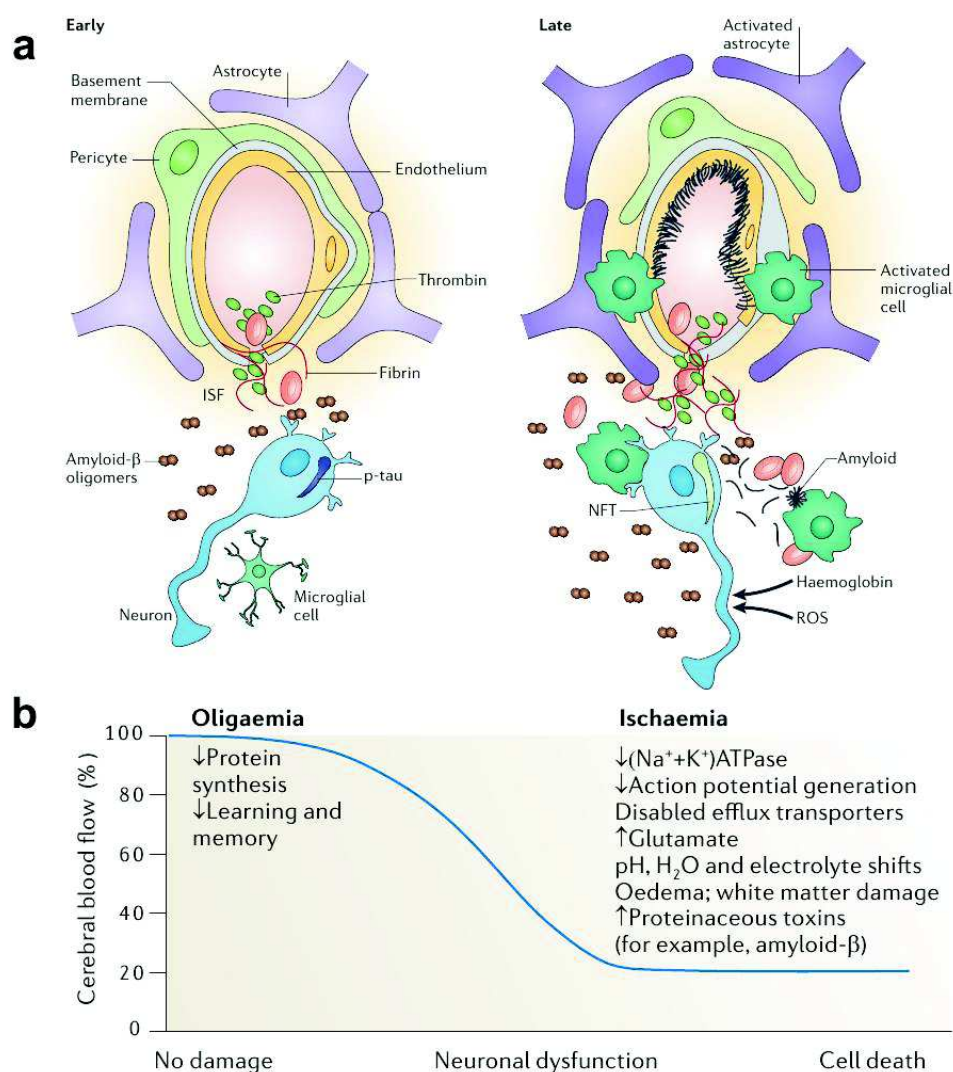 a
Early
Astrocyte
Basement
membrane
Pericyte
Endothelium
Thrombin
Fibrin
ISF
Amyloid-β
oligomers
p-tau
Microglial
cell
Neuron
Late
Activated
astrocyte
Activated
microglial
cell
Amyloid
NFT
Haemoglobin
ROS
b
Cerebral blood flow (%)
100
80
60
40
20
0
Oligaemia
↓Protein
synthesis
↓Learning and
memory
Ischaemia
↓(Na⁺+K⁺)ATPase
↓Action potential generation
Disabled efflux transporters
↑Glutamate
pH, H₂O and electrolyte shifts
Oedema; white matter damage
↑Proteinaceous toxins
(for example, amyloid-β)
No damage
Neuronal dysfunction
Cell death